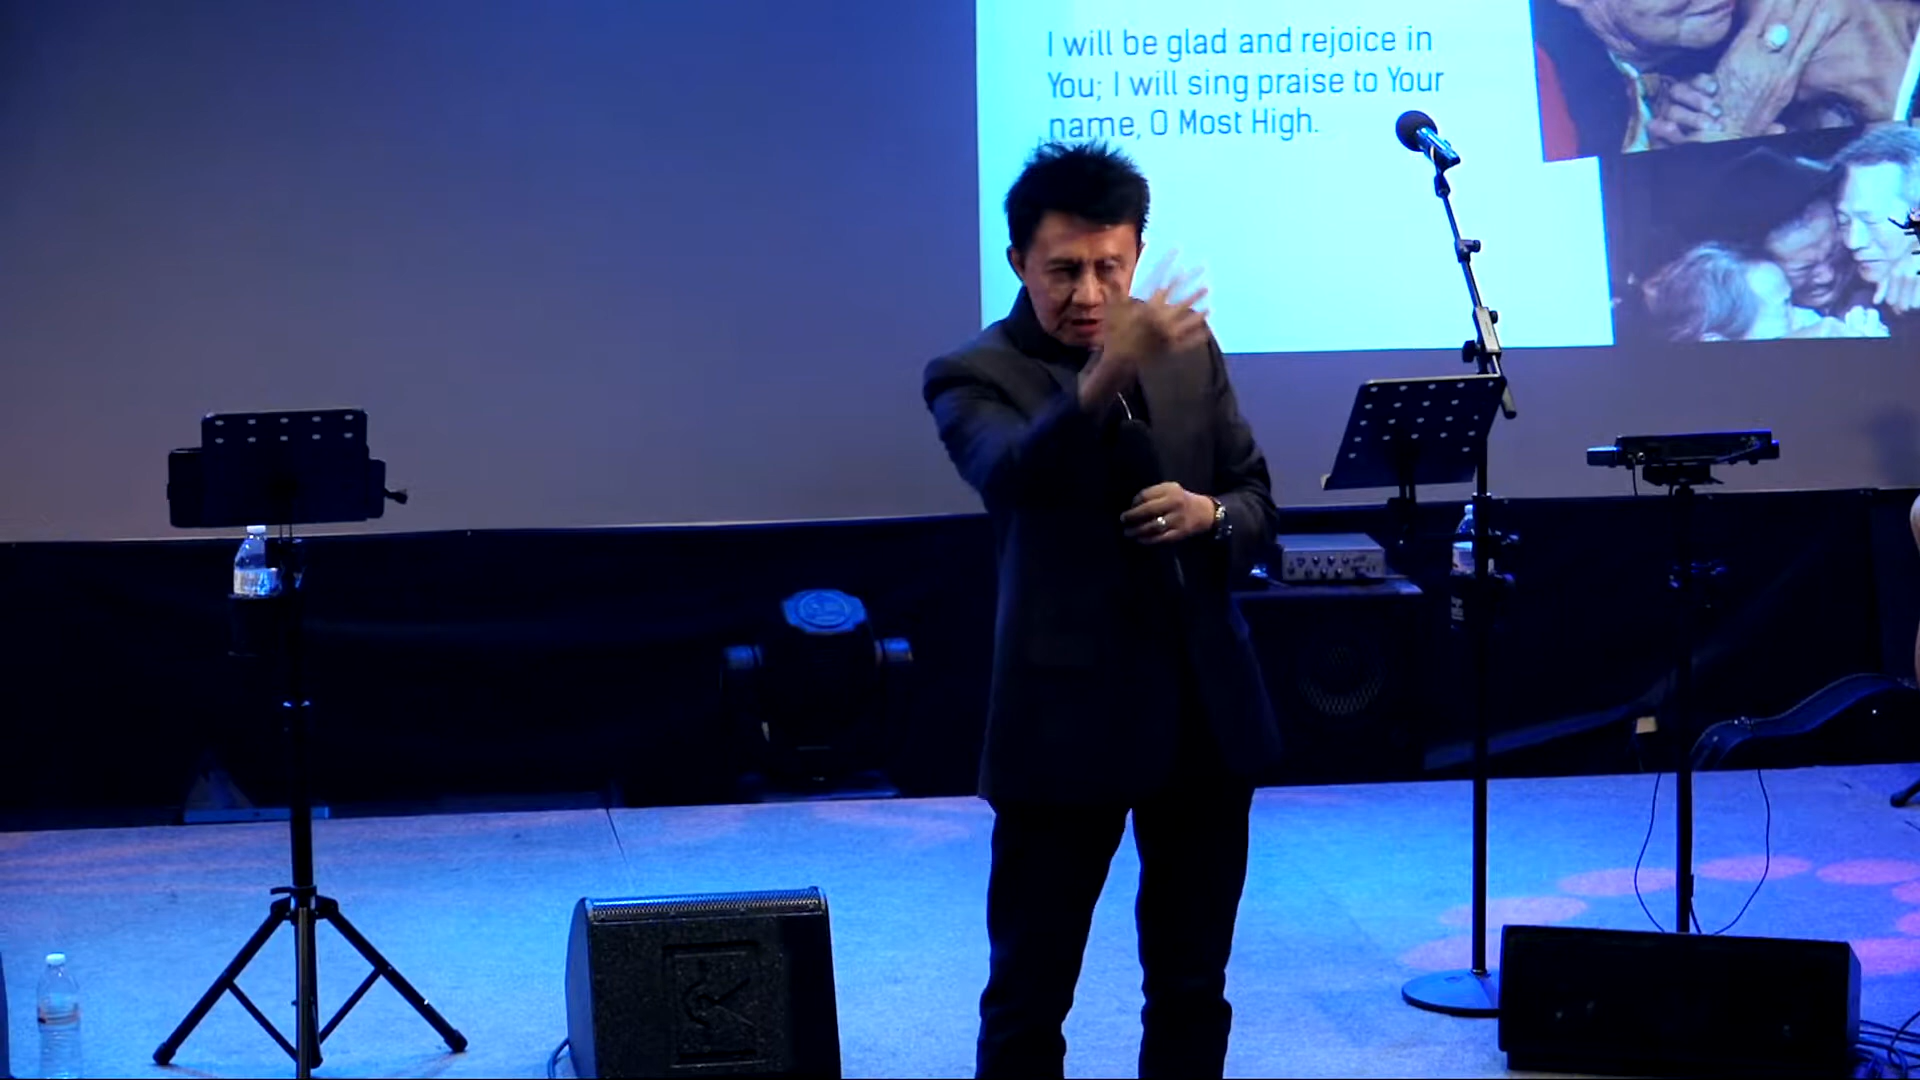 I will be glad and rejoice in
You; I will sing praise to Your
name, O Most High.